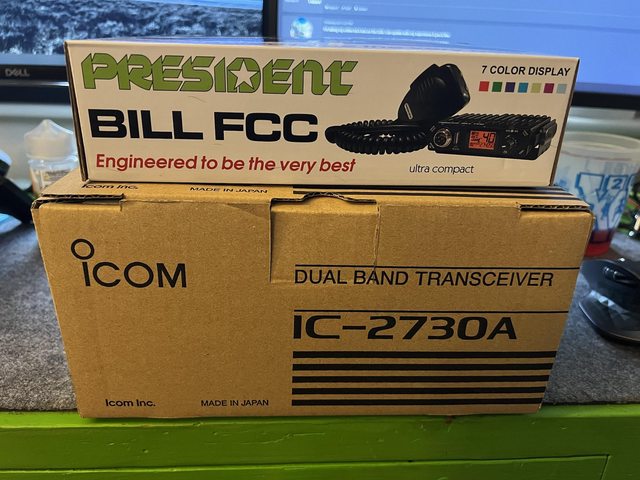 DELL
PRESIDENT
7 COLOR DISPLAY
BILL FCC
Engineered to be the very best
ultra compact
Icom Inc. MADE IN JAPAN
ICOM
DUAL BAND TRANSCEIVER
IC-2730A
Icom Inc. MADE IN JAPAN